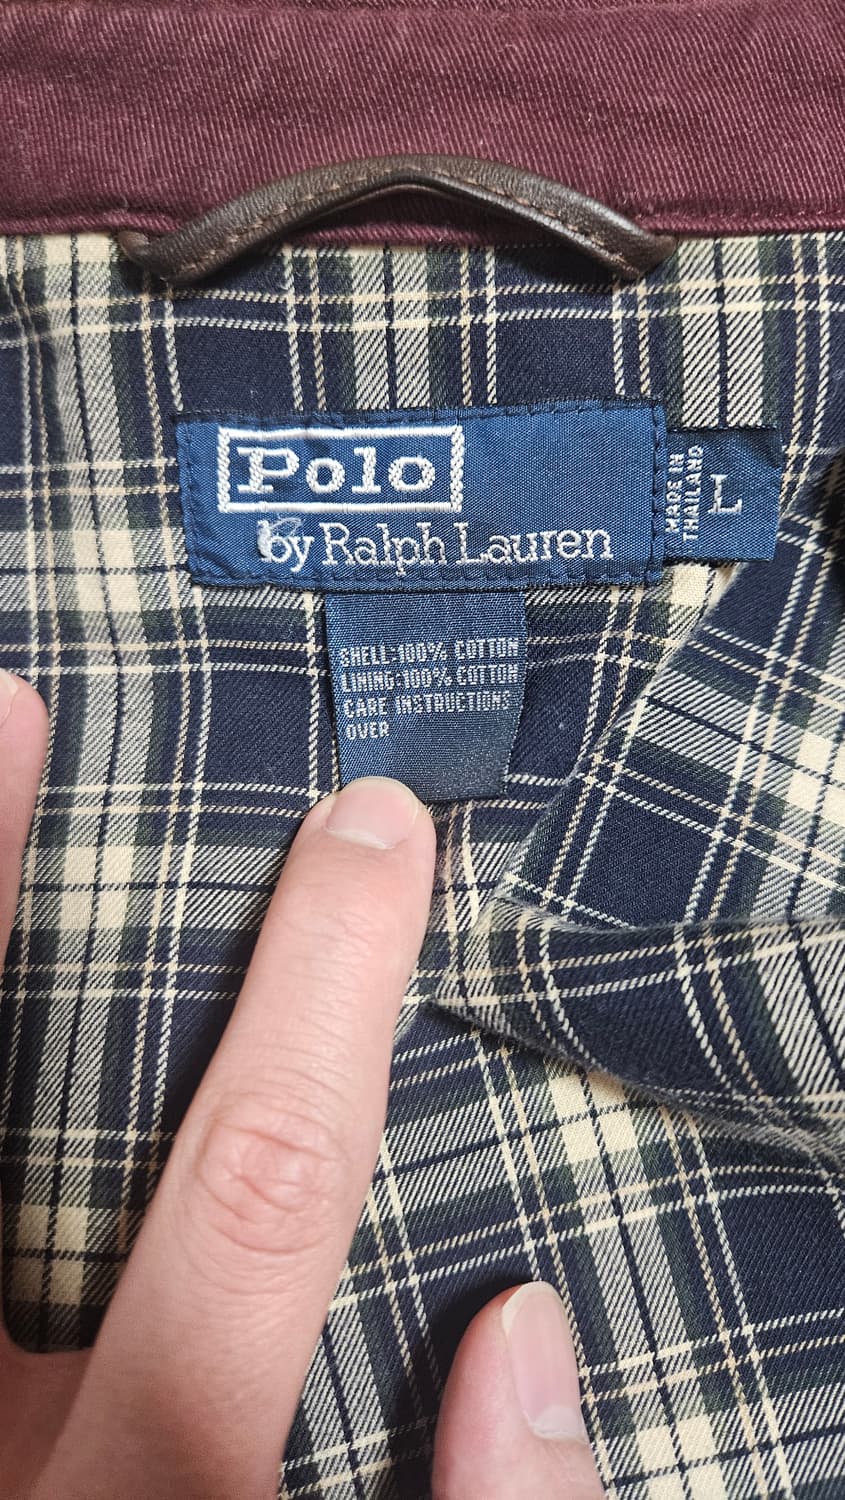 Polo
by Ralph Lauren
MADE IN
THAILAND
L
SHELL:100% COTTON
LINING:100% COTTON
CARE INSTRUCTIONS
OVER